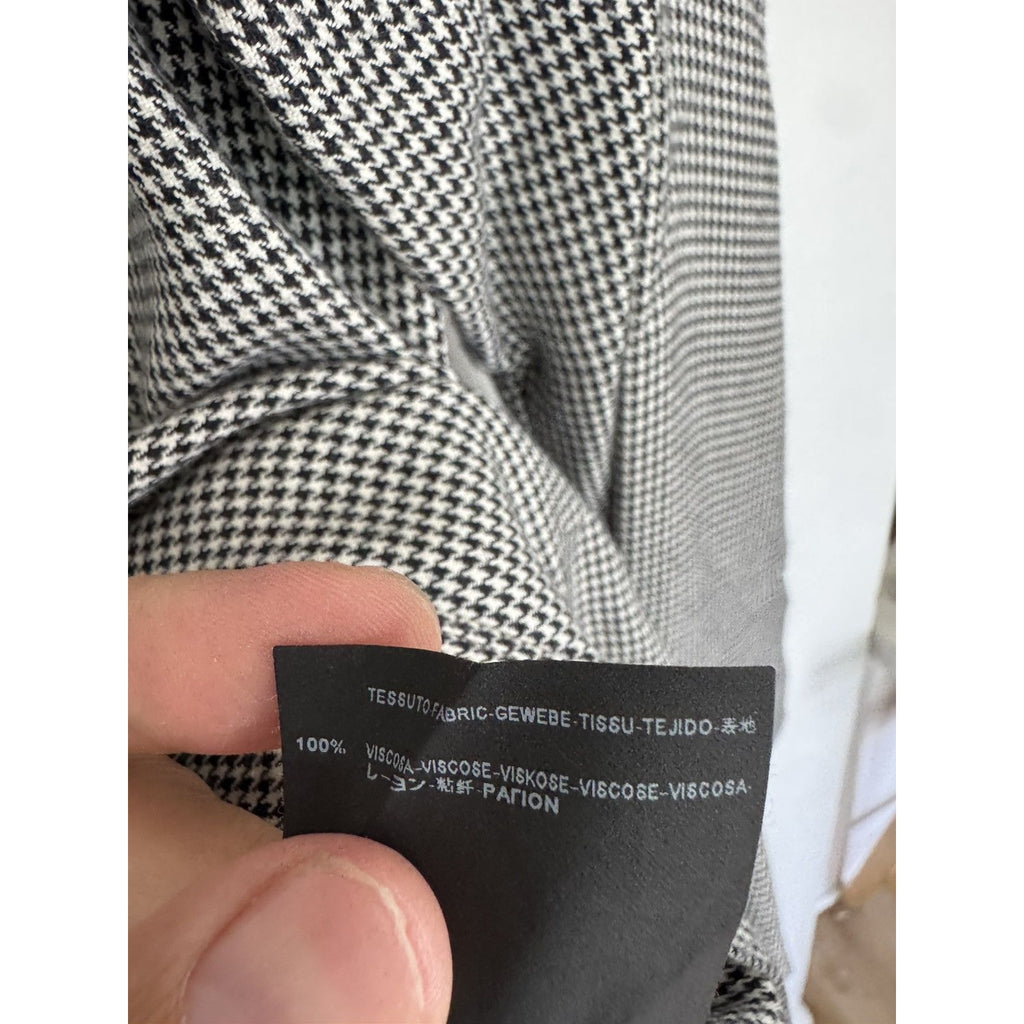 TESSUTO-FABRIC-GEWEBE-TISSU-TEJIDO-表地
100% VISCOSA-VISCOSE-VISKOSE-VISCOSE-VISCOSA-
レーヨン-粘纤-ΡΑΓΙΟΝ